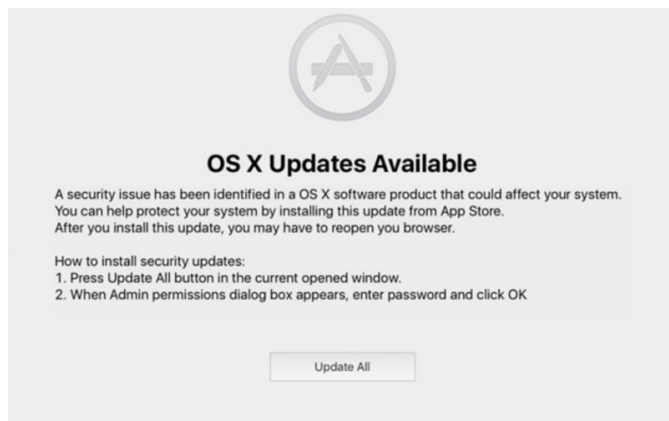 OS X Updates Available
A security issue has been identified in a OS X software product that could affect your system.
You can help protect your system by installing this update from App Store.
After you install this update, you may have to reopen you browser.
How to install security updates:
1. Press Update All button in the current opened window.
2. When Admin permissions dialog box appears, enter password and click OK
Update All